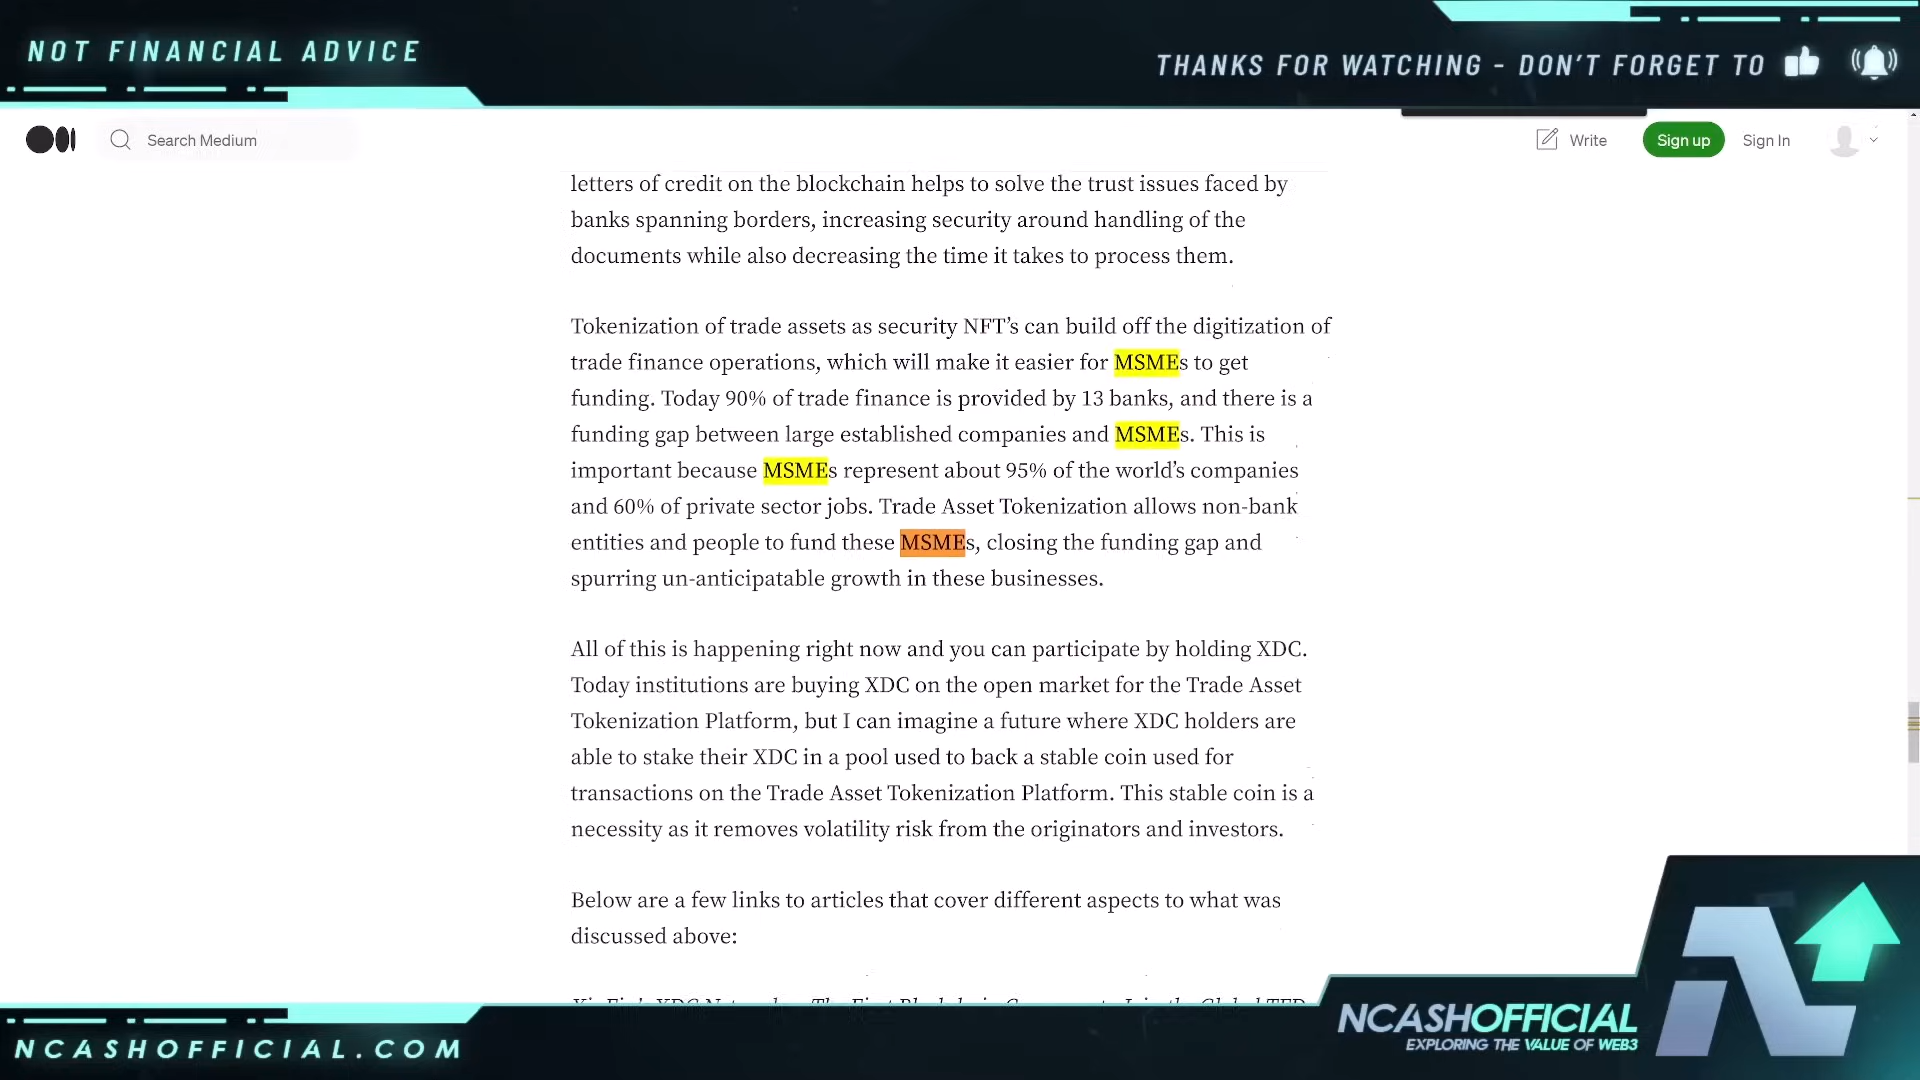 NOT FINANCIAL ADVICE
THANKS FOR WATCHING - DON'T FORGET TO
Search Medium
Write
Sign up
Sign In
letters of credit on the blockchain helps to solve the trust issues faced by
banks spanning borders, increasing security around handling of the
documents while also decreasing the time it takes to process them.
Tokenization of trade assets as security NFT’s can build off the digitization of
trade finance operations, which will make it easier for MSMEs to get
funding. Today 90% of trade finance is provided by 13 banks, and there is a
funding gap between large established companies and MSMEs. This is
important because MSMEs represent about 95% of the world’s companies
and 60% of private sector jobs. Trade Asset Tokenization allows non-bank
entities and people to fund these MSMEs, closing the funding gap and
spurring un-anticipatable growth in these businesses.
All of this is happening right now and you can participate by holding XDC.
Today institutions are buying XDC on the open market for the Trade Asset
Tokenization Platform, but I can imagine a future where XDC holders are
able to stake their XDC in a pool used to back a stable coin used for
transactions on the Trade Asset Tokenization Platform. This stable coin is a
necessity as it removes volatility risk from the originators and investors.
Below are a few links to articles that cover different aspects to what was
discussed above:
NCASHOFFICIAL.COM
NCASHOFFICIAL
EXPLORING THE VALUE OF WEB3